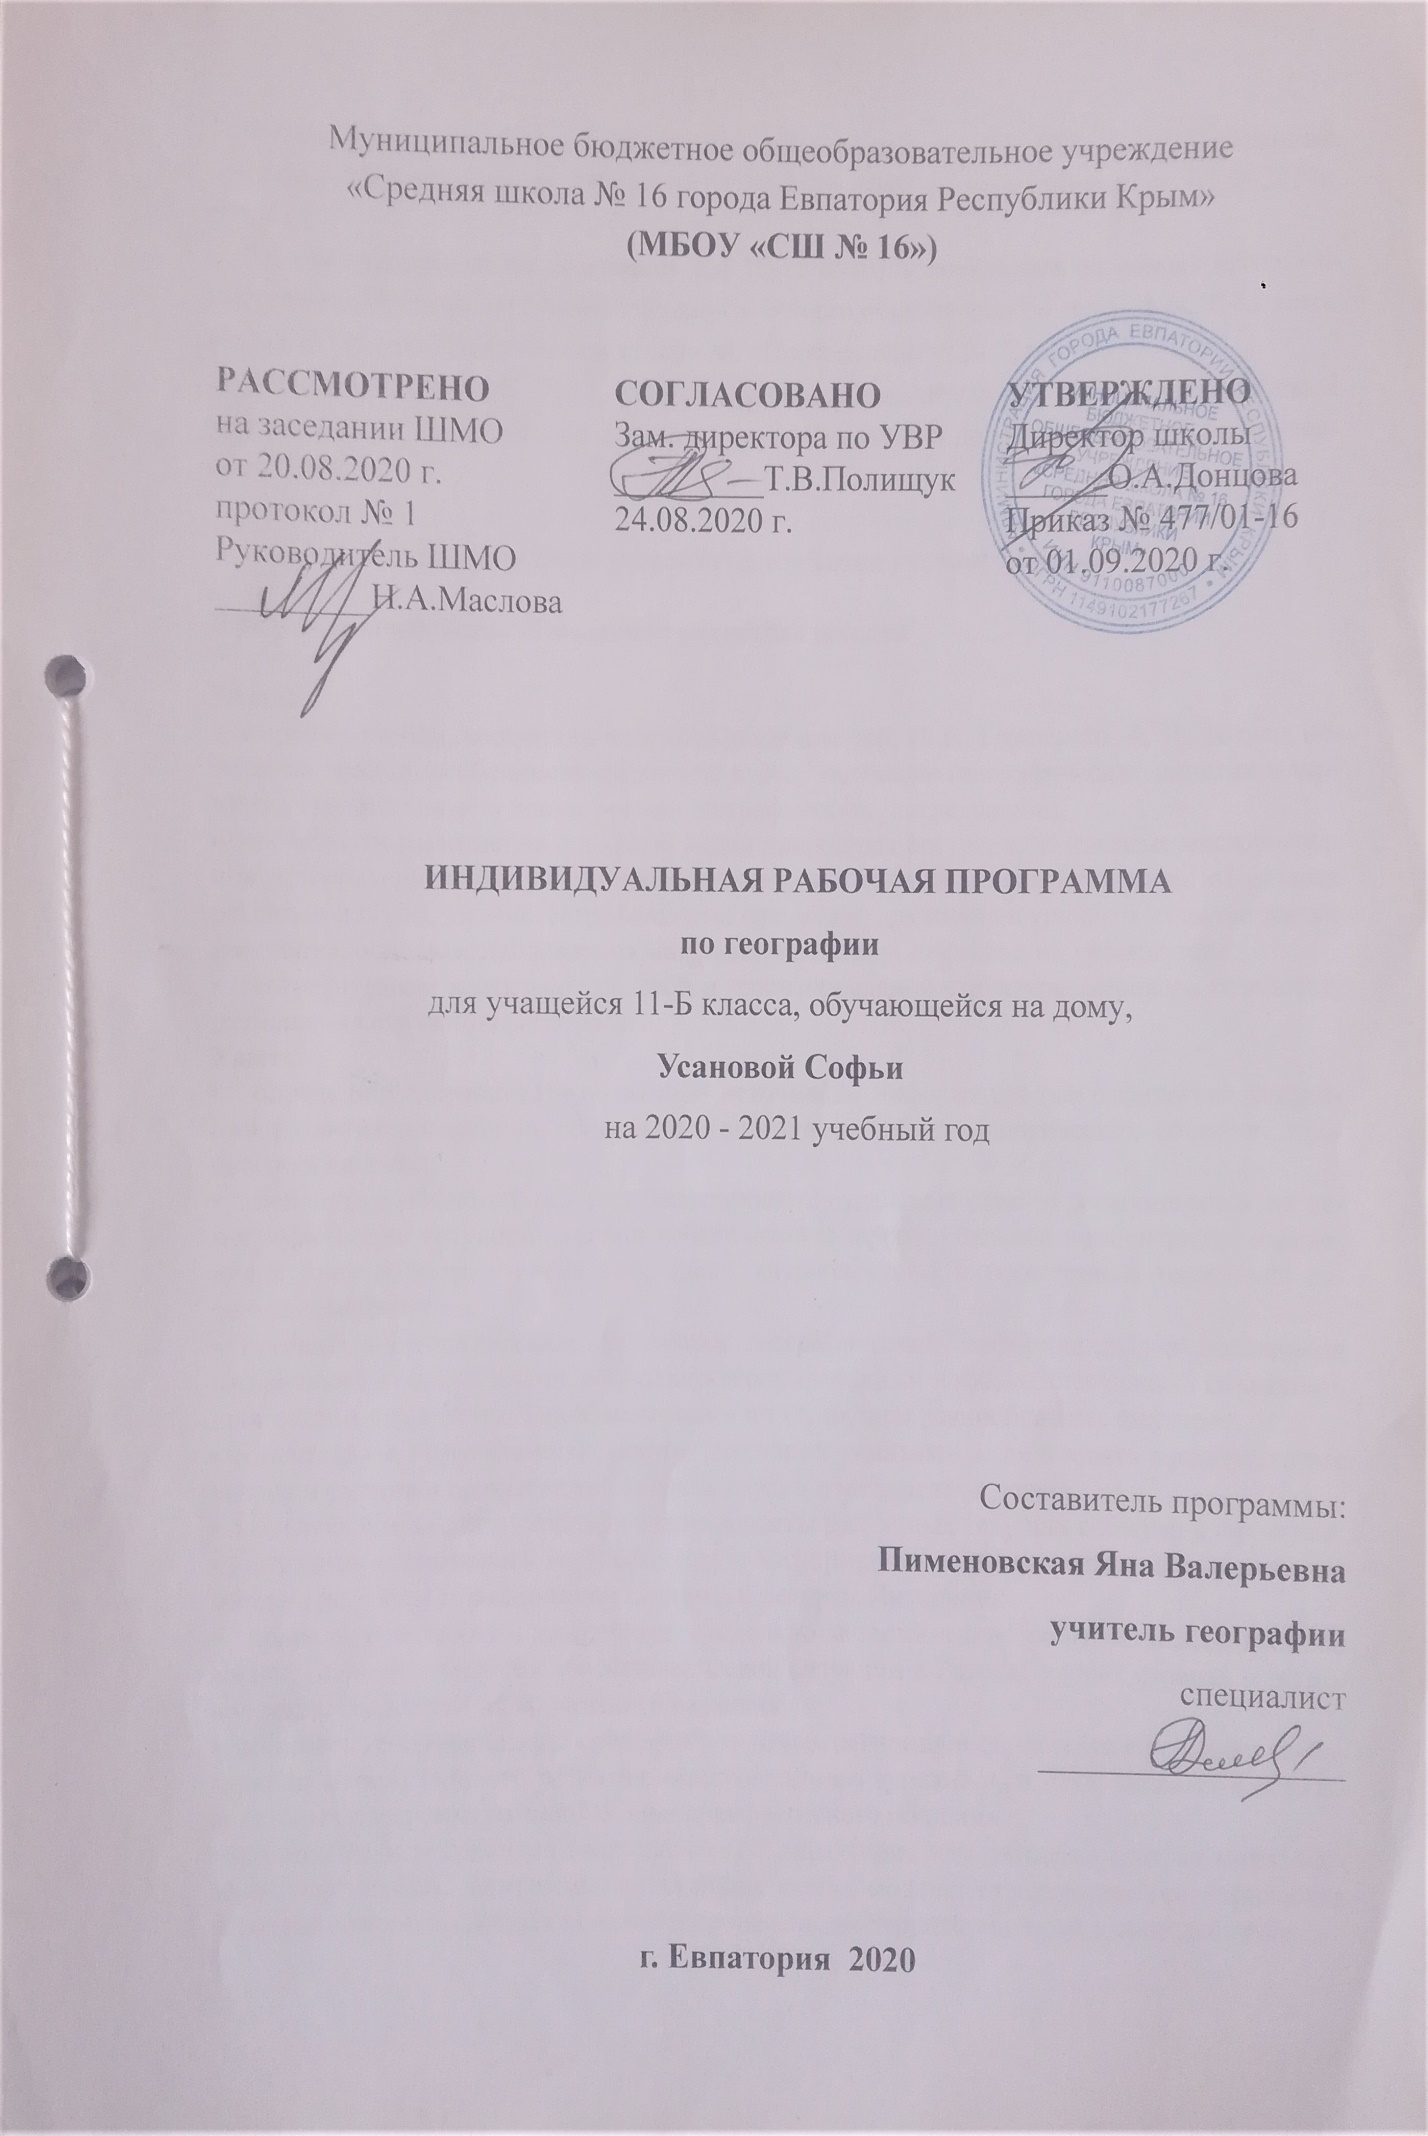 Муниципальное бюджетное общеобразовательное учреждение
«Средняя школа № 16 города Евпатория Республики Крым»
(МБОУ «СШ № 16»)
РАССМОТРЕНО
на заседании ШМО
от 20.08.2020 г.
протокол № 1
Руководитель ШМО
Н.А.Маслова
СОГЛАСОВАНО
Зам. директора по УВР
Т.В.Полищук
24.08.2020 г.
УТВЕРЖДЕНО
Директор школы
О.А.Донцова
Приказ № 477/01-16
от 01.09.2020 г.
ГОРОДА ЕВПАТОРИИ
ОГРН 1149102177267
ИНДИВИДУАЛЬНАЯ РАБОЧАЯ ПРОГРАММА
по географии
для учащейся 11-Б класса, обучающейся на дому,
Усановой Софьи
на 2020 - 2021 учебный год
Составитель программы:
Пименовская Яна Валерьевна
учитель географии
специалист
г. Евпатория 2020